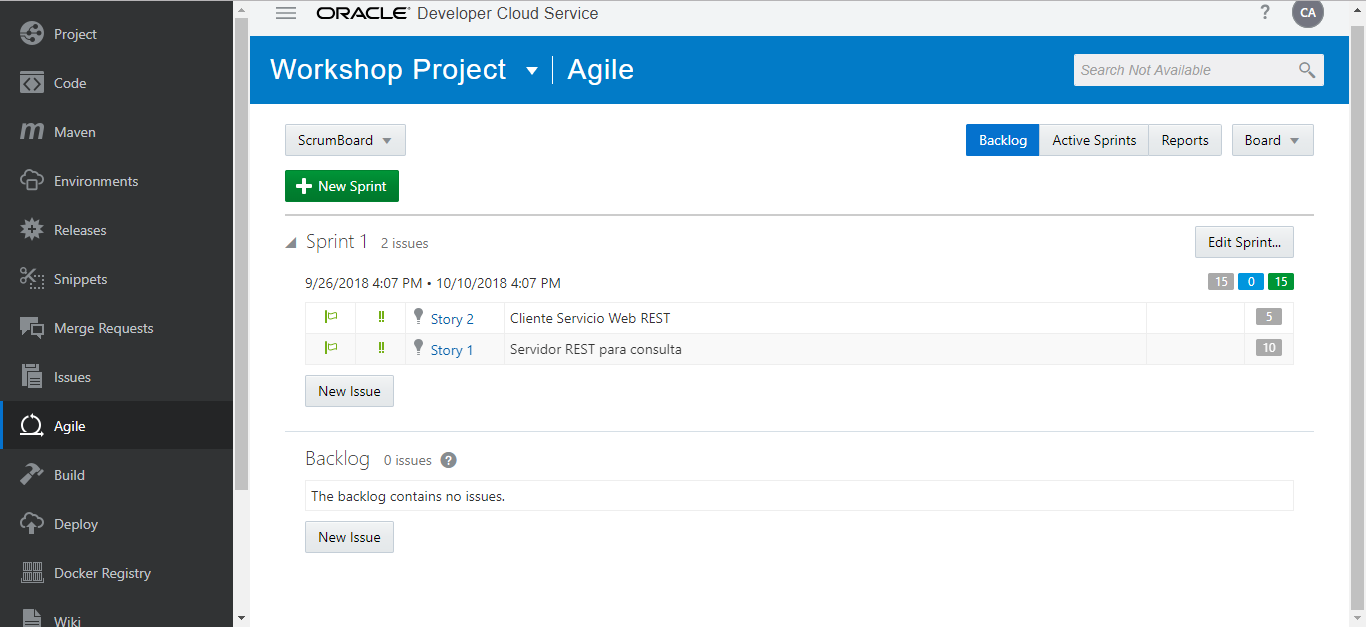 ORACLE Developer Cloud Service
?
CA
Project
Code
Maven
Environments
Releases
Snippets
Merge Requests
Issues
Agile
Build
Deploy
Docker Registry
Wiki
Workshop Project
Agile
Search Not Available
ScrumBoard
Backlog Active Sprints Reports Board
New Sprint
Sprint 1 2 issues
Edit Sprint...
9/26/2018 4:07 PM • 10/10/2018 4:07 PM
15 0 15
!! Story 2 Cliente Servicio Web REST 5
!! Story 1 Servidor REST para consulta 10
New Issue
Backlog 0 issues ?
The backlog contains no issues.
New Issue